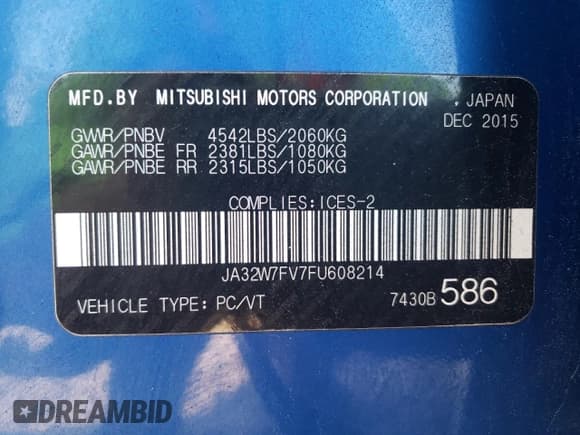 MFD.BY MITSUBISHI MOTORS CORPORATION , JAPAN
DEC 2015
GVWR/PNBV 4542LBS/2060KG
GAWR/PNBE FR 2381LBS/1080KG
GAWR/PNBE RR 2315LBS/1050KG
COMPLIES:ICES-2
JA32W7FV7FU608214
VEHICLE TYPE: PC/VT 7430B 586
DREAMBID